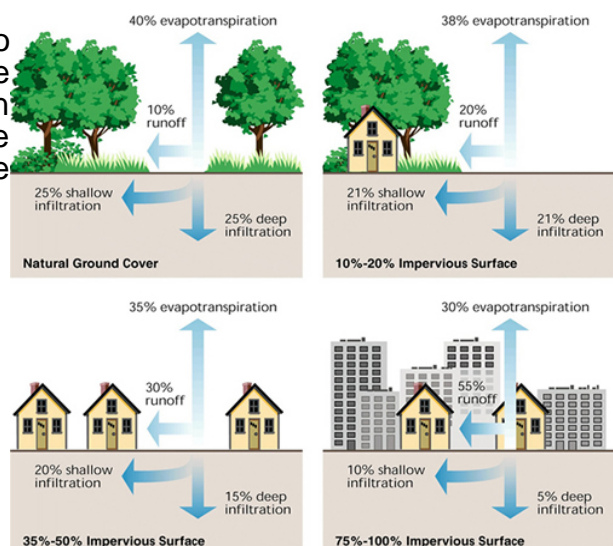 40% evapotranspiration
10%
runoff
25% shallow
infiltration
25% deep
infiltration
Natural Ground Cover
38% evapotranspiration
20%
runoff
21% shallow
infiltration
21% deep
infiltration
10%-20% Impervious Surface
35% evapotranspiration
30%
runoff
20% shallow
infiltration
15% deep
infiltration
35%-50% Impervious Surface
30% evapotranspiration
55%
runoff
10% shallow
infiltration
5% deep
infiltration
75%-100% Impervious Surface